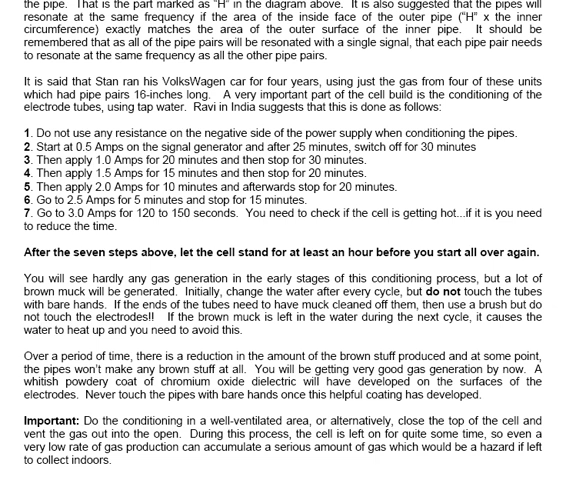 the pipe. That is the part marked as "H" in the diagram above. It is also suggested that the pipes will
resonate at the same frequency if the area of the inside face of the outer pipe ("H" x the inner
circumference) exactly matches the area of the outer surface of the inner pipe. It should be
remembered that as all of the pipe pairs will be resonated with a single signal, that each pipe pair needs
to resonate at the same frequency as all the other pipe pairs.
It is said that Stan ran his VolksWagen car for four years, using just the gas from four of these units
which had pipe pairs 16-inches long. A very important part of the cell build is the conditioning of the
electrode tubes, using tap water. Ravi in India suggests that this is done as follows:
1. Do not use any resistance on the negative side of the power supply when conditioning the pipes.
2. Start at 0.5 Amps on the signal generator and after 25 minutes, switch off for 30 minutes
3. Then apply 1.0 Amps for 20 minutes and then stop for 30 minutes.
4. Then apply 1.5 Amps for 15 minutes and then stop for 20 minutes.
5. Then apply 2.0 Amps for 10 minutes and afterwards stop for 20 minutes.
6. Go to 2.5 Amps for 5 minutes and stop for 15 minutes.
7. Go to 3.0 Amps for 120 to 150 seconds. You need to check if the cell is getting hot...if it is you need
to reduce the time.
After the seven steps above, let the cell stand for at least an hour before you start all over again.
You will see hardly any gas generation in the early stages of this conditioning process, but a lot of
brown muck will be generated. Initially, change the water after every cycle, but do not touch the tubes
with bare hands. If the ends of the tubes need to have muck cleaned off them, then use a brush but do
not touch the electrodes!! If the brown muck is left in the water during the next cycle, it causes the
water to heat up and you need to avoid this.
Over a period of time, there is a reduction in the amount of the brown stuff produced and at some point,
the pipes won't make any brown stuff at all. You will be getting very good gas generation by now. A
whitish powdery coat of chromium oxide dielectric will have developed on the surfaces of the
electrodes. Never touch the pipes with bare hands once this helpful coating has developed.
Important: Do the conditioning in a well-ventilated area, or alternatively, close the top of the cell and
vent the gas out into the open. During this process, the cell is left on for quite some time, so even a
very low rate of gas production can accumulate a serious amount of gas which would be a hazard if left
to collect indoors.